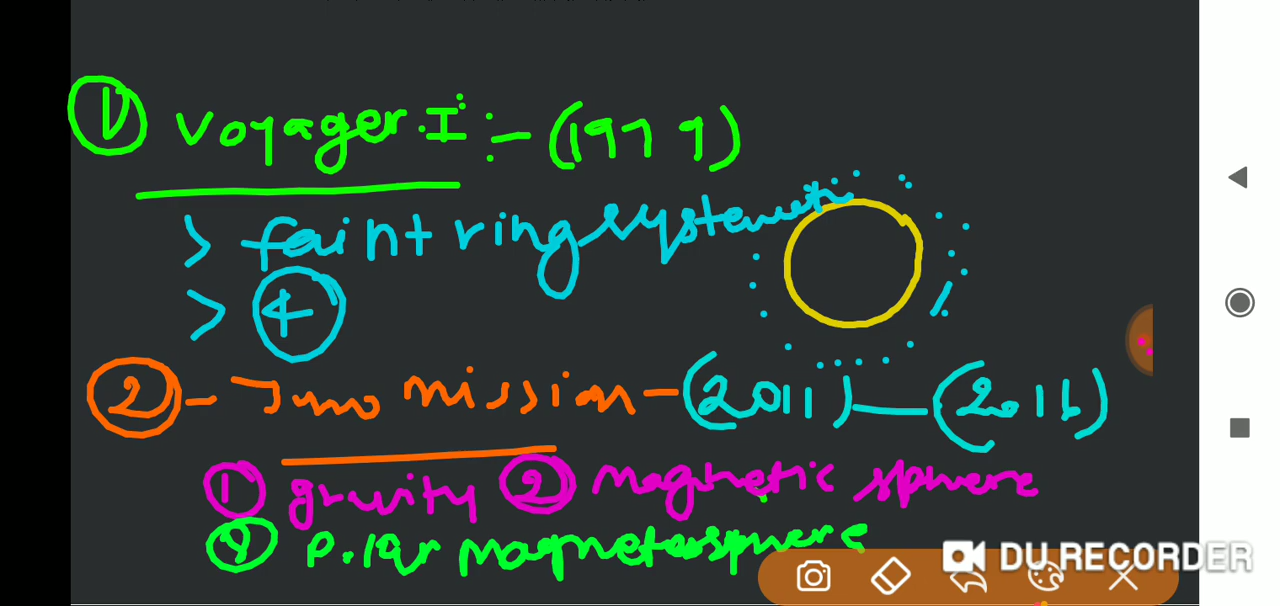 ① Voyager I :- (1977)
> faint ring system
> 4
② - Juno mission - (2011) — (2016)
① gravity ② magnetic sphere
polar magnetosphere
DU RECORDER